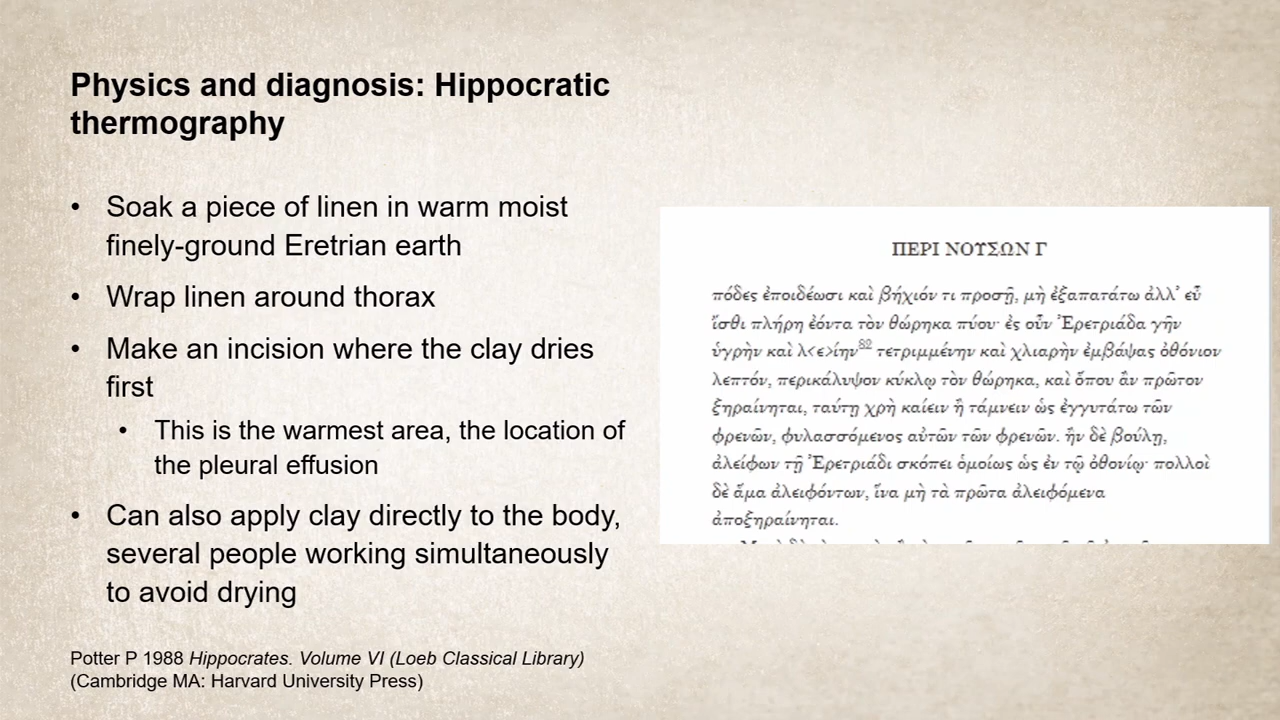 Physics and diagnosis: Hippocratic
thermography
• Soak a piece of linen in warm moist
finely-ground Eretrian earth
• Wrap linen around thorax
• Make an incision where the clay dries
first
• This is the warmest area, the location of
the pleural effusion
• Can also apply clay directly to the body,
several people working simultaneously
to avoid drying
Potter P 1988 Hippocrates. Volume VI (Loeb Classical Library)
(Cambridge MA: Harvard University Press)
ΠΕΡΙ ΝΟΥΣΩΝ Γ
πόδες ἐποιδέωσι καὶ βήχιόν τι προσῇ, μὴ ἐξαπατάτω ἀλλ’ εὖ
ἴσθι πλήρη ἐόντα τὸν θώρηκα πύου· ἐς οὖν Ἐρετριάδα γῆν
ὑγρὴν καὶ λ<ε>ίην⁸² τετριμμένην καὶ χλιαρὴν ἐμβάψας ὀθόνιον
λεπτόν, περικάλυψον κύκλῳ τὸν θώρηκα, καὶ ὅπου ἂν πρῶτον
ξηραίνηται, ταύτῃ χρὴ καίειν ἢ τάμνειν ὡς ἐγγυτάτω τῶν
φρενῶν, φυλασσόμενος αὐτῶν τῶν φρενῶν. ἢν δὲ βούλῃ,
ἀλείφων τῇ Ἐρετριάδι σκόπει ὁμοίως ὡς ἐν τῷ ὀθονίῳ· πολλοὶ
δὲ ἅμα ἀλειφόντων, ἵνα μὴ τὰ πρῶτα ἀλειφόμενα
ἀποξηραίνηται.